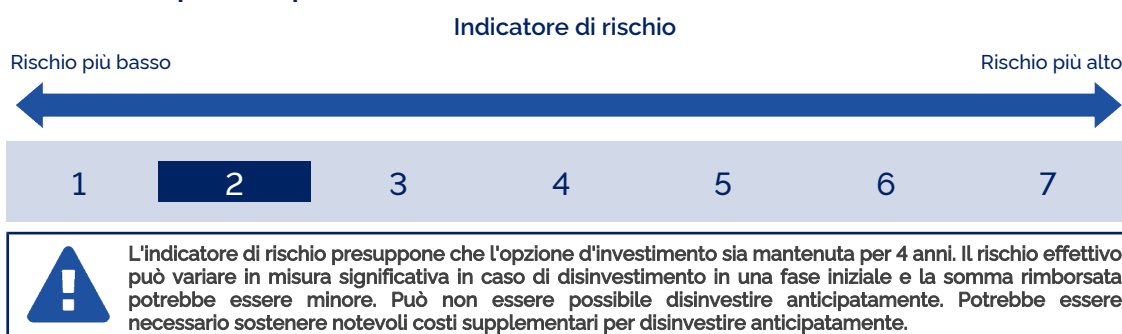 Indicatore di rischio
Rischio più basso Rischio più alto
1 2 3 4 5 6 7
L'indicatore di rischio presuppone che l'opzione d'investimento sia mantenuta per 4 anni. Il rischio effettivo
può variare in misura significativa in caso di disinvestimento in una fase iniziale e la somma rimborsata
potrebbe essere minore. Può non essere possibile disinvestire anticipatamente. Potrebbe essere
necessario sostenere notevoli costi supplementari per disinvestire anticipatamente.